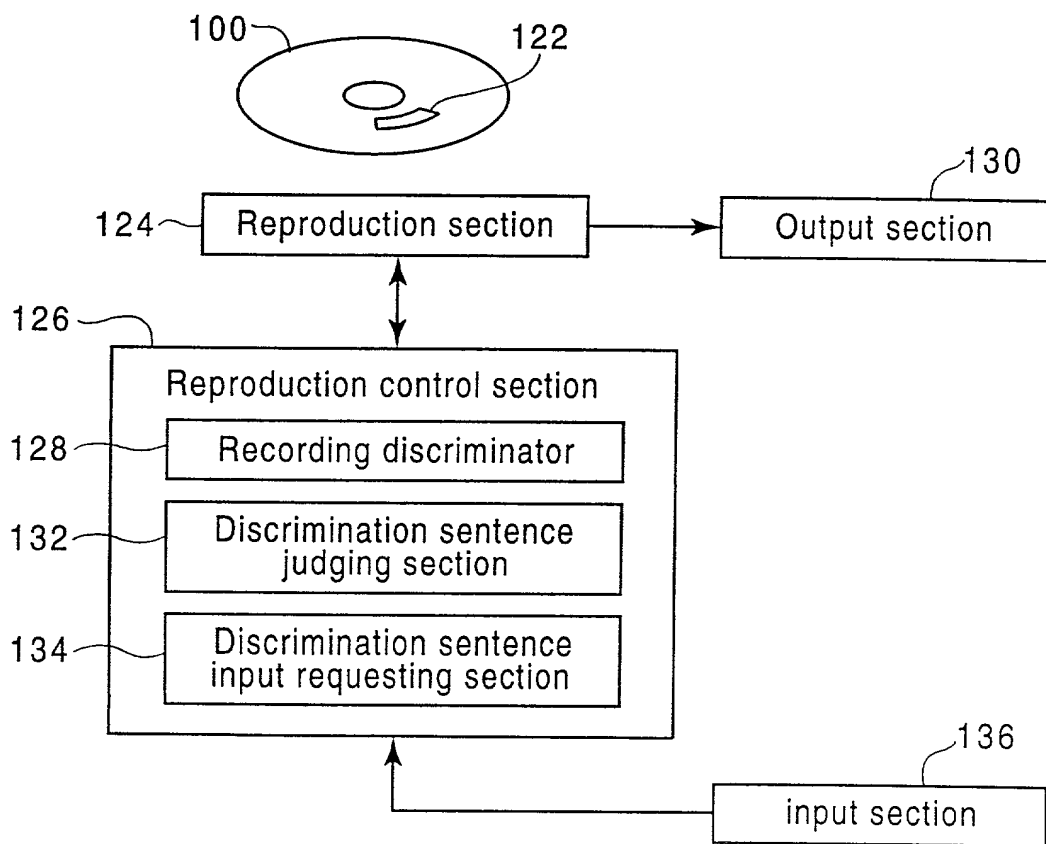 100
122
130
124
Reproduction section
Output section
126
Reproduction control section
128
Recording discriminator
132
Discrimination sentence
judging section
134
Discrimination sentence
input requesting section
136
input section